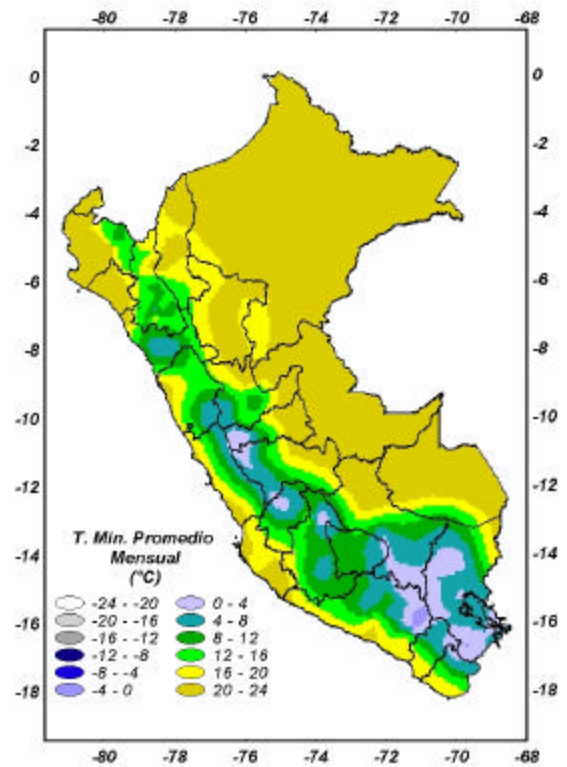 -80 -78 -76 -74 -72 -70 -68
0 0
-2 -2
-4 -4
-6 -6
-8 -8
-10 -10
-12 -12
-14 -14
-16 -16
-18 -18
T. Min. Promedio
Mensual
(°C)
-24 - -20 0 - 4
-20 - -16 4 - 8
-16 - -12 8 - 12
-12 - -8 12 - 16
-8 - -4 16 - 20
-4 - 0 20 - 24
-80 -78 -76 -74 -72 -70 -68